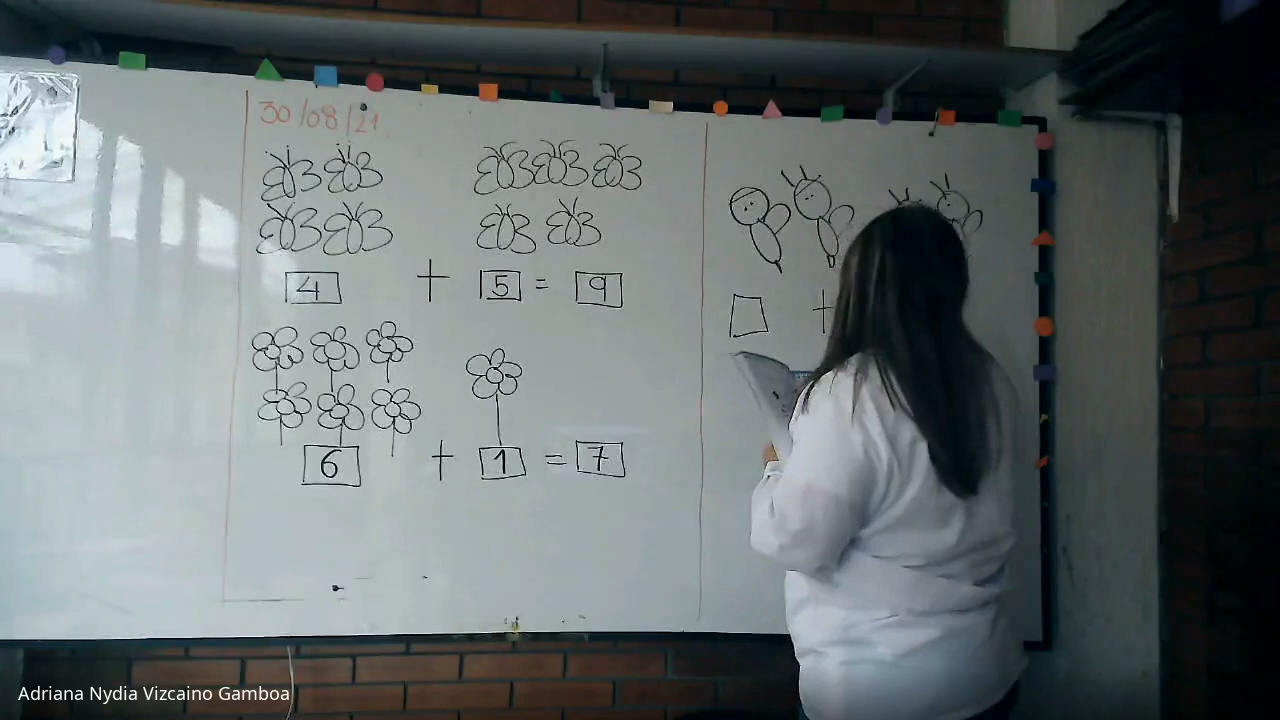 30/08/21
4 + 5 = 9
6 + 1 = 7
+
Adriana Nydia Vizcaino Gamboa